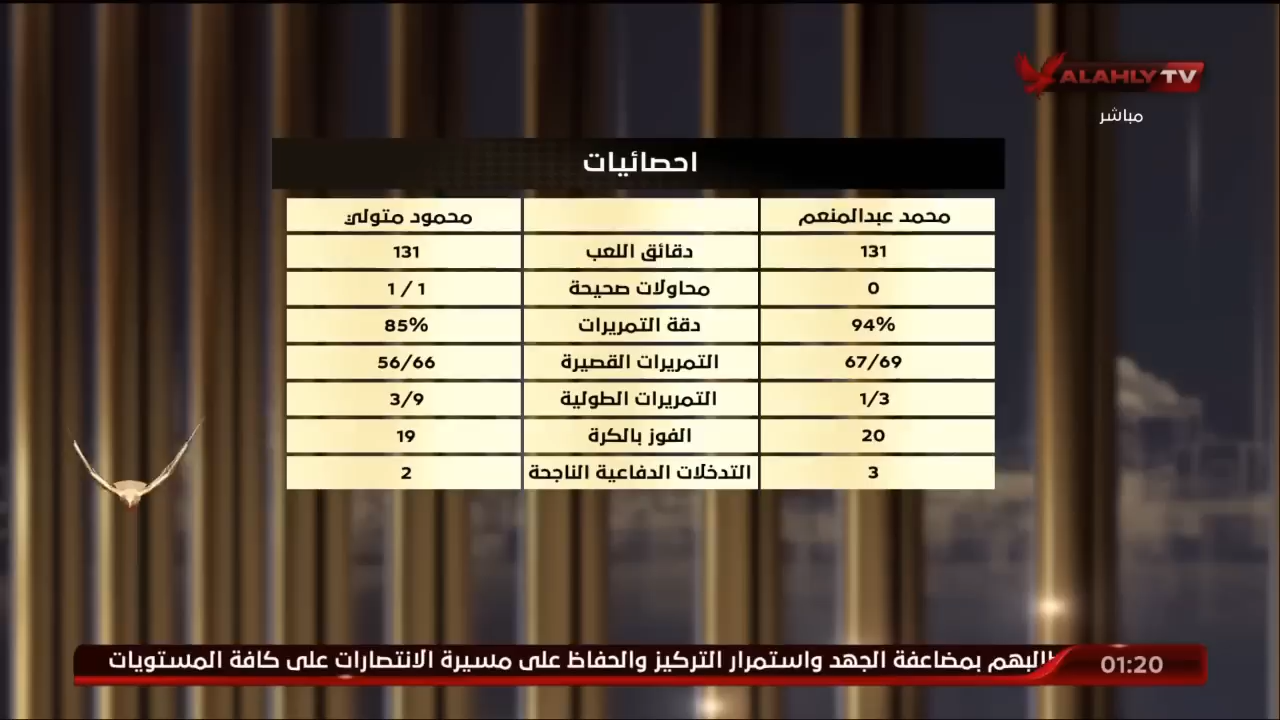 ALAHLY TV
مباشر
احصائيات
محمد عبدالمنعم محمود متولي
131 دقائق اللعب 131
0 محاولات صحيحة 1 / 1
94% دقة التمريرات 85%
67/69 التمريرات القصيرة 56/66
1/3 التمريرات الطولية 3/9
20 الفوز بالكرة 19
3 التدخلات الدفاعية الناجحة 2
01:20
بمضاعفة الجهد واستمرار التركيز والحفاظ على مسيرة الانتصارات على كافة المستويات